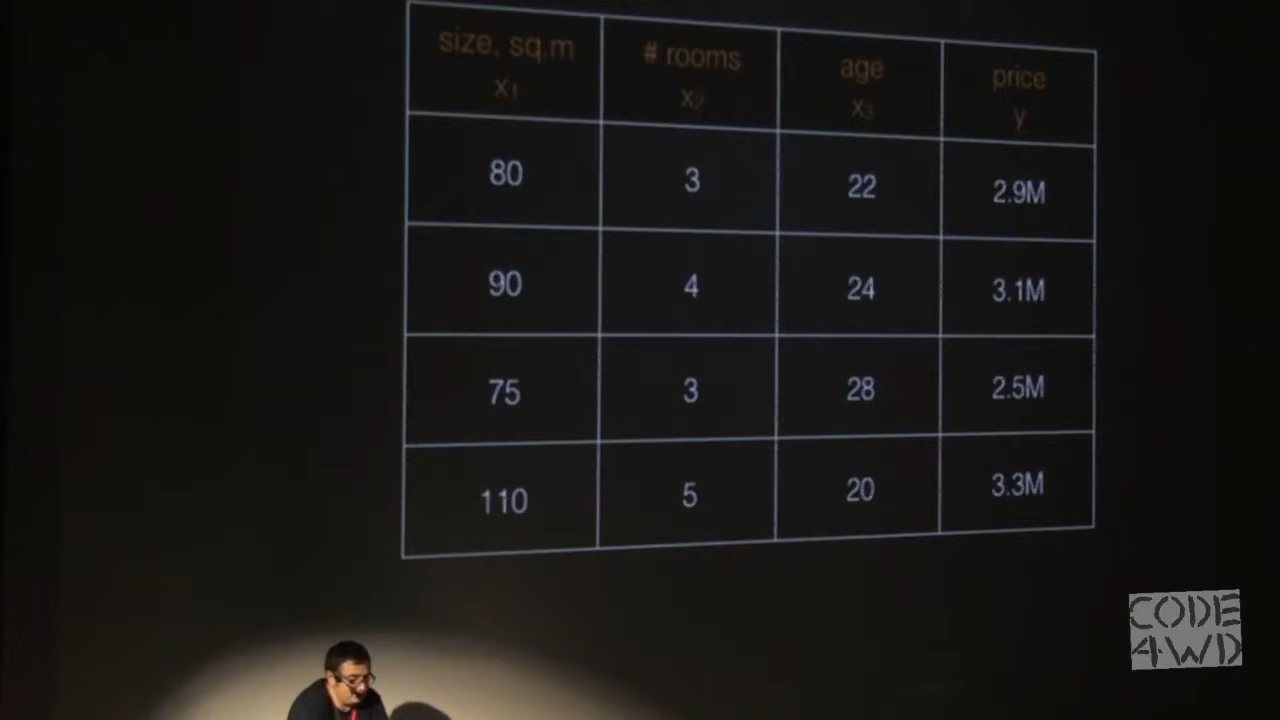 size, sq.m # rooms age price
x1 x2 x3 y
80 3 22 2.9M
90 4 24 3.1M
75 3 28 2.5M
110 5 20 3.3M
CODE
4WD